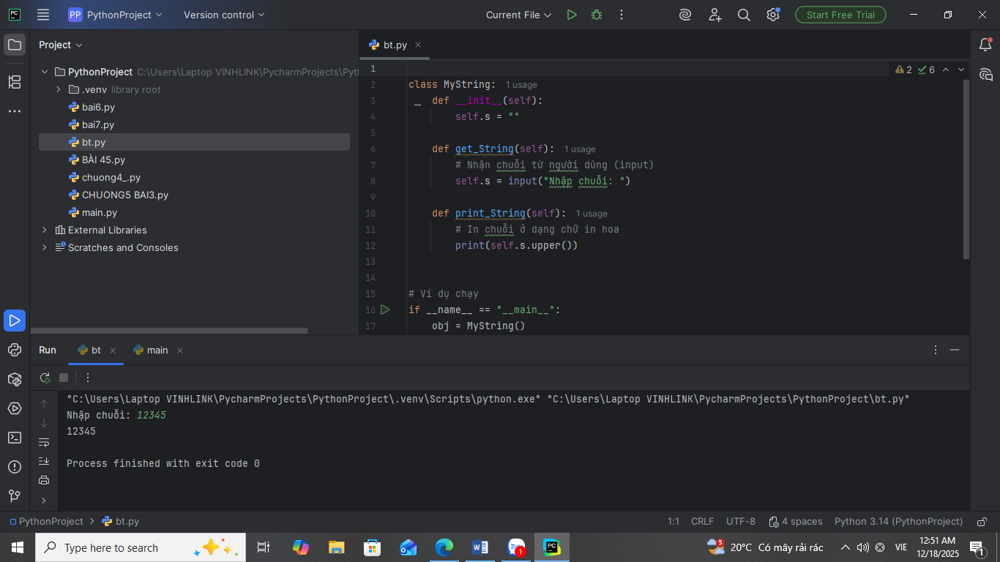 PC PP PythonProject Version control Current File Start Free Trial
Project
PythonProject C:\Users\Laptop VINHLINK\PycharmProjects\Pyt
.venv library root
bai6.py
bai7.py
bt.py
BÀI 45.py
chuong4_.py
CHUONG5 BAI3.py
main.py
External Libraries
Scratches and Consoles
bt.py
2 6
1
2 class MyString: 1 usage
3 def __init__(self):
4 self.s = ""
5
6 def get_String(self): 1 usage
7 # Nhận chuỗi từ người dùng (input)
8 self.s = input("Nhập chuỗi: ")
9
10 def print_String(self): 1 usage
11 # In chuỗi ở dạng chữ in hoa
12 print(self.s.upper())
13
14
15 # Ví dụ chạy
16 if __name__ == "__main__":
17 obj = MyString()
Run bt main
"C:\Users\Laptop VINHLINK\PycharmProjects\PythonProject\.venv\Scripts\python.exe" "C:\Users\Laptop VINHLINK\PycharmProjects\PythonProject\bt.py"
Nhập chuỗi: 12345
12345
Process finished with exit code 0
PythonProject bt.py 1:1 CRLF UTF-8 4 spaces Python 3.14 (PythonProject)
Type here to search
5 20°C Có mây rải rác VIE
12:51 AM
12/18/2025
1